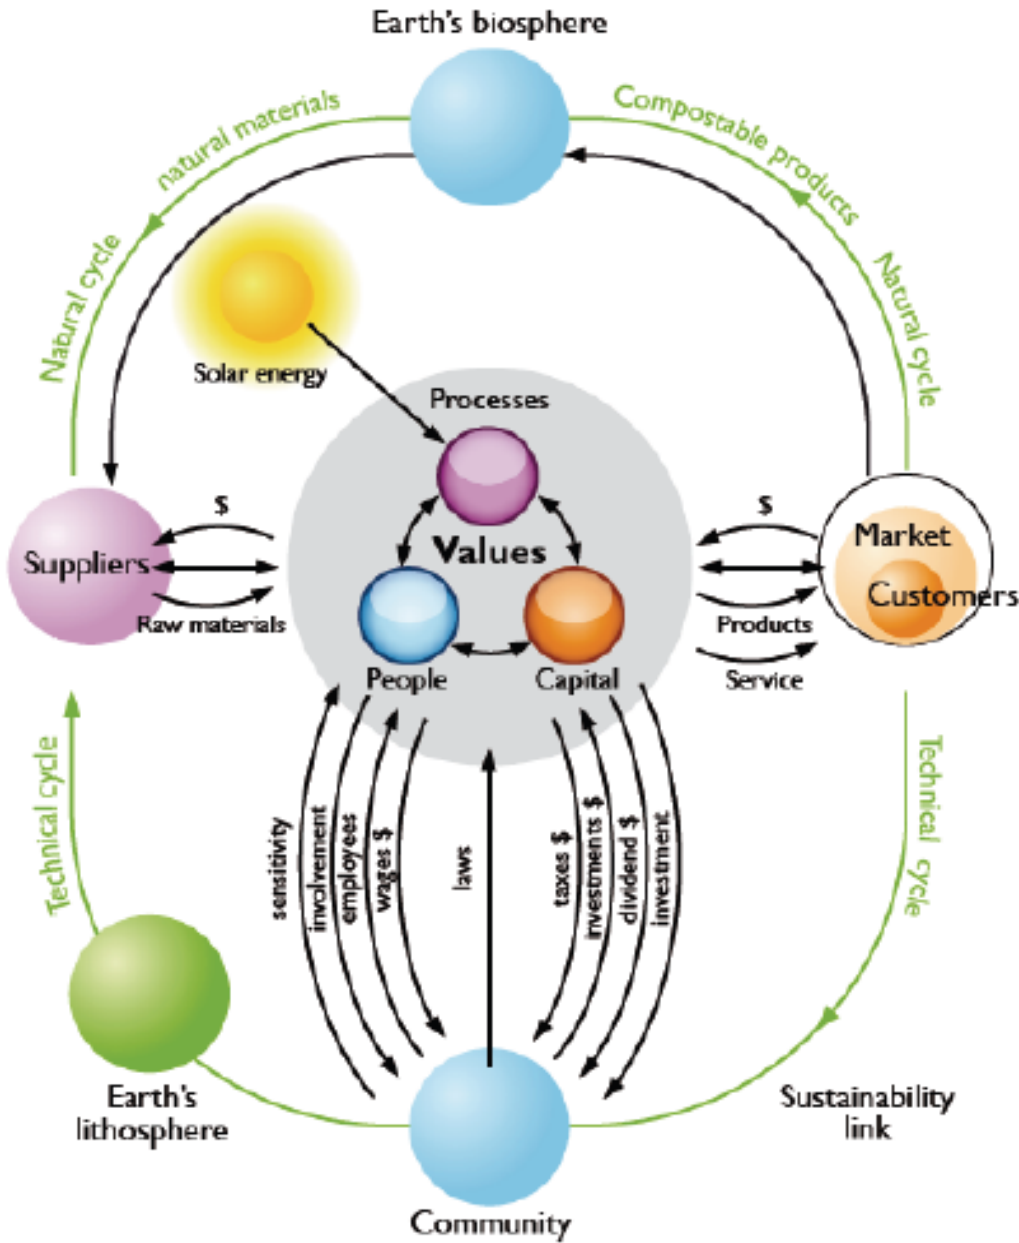 Earth's biosphere
natural materials
Compostable products
Natural cycle
Natural cycle
Solar energy
Processes
$
$
Values
Suppliers
Market
Customers
Raw materials
Products
People
Capital
Service
Technical cycle
Technical cycle
sensitivity
involvement
employees
wages $
laws
taxes $
investments $
dividend $
investment
Earth's
lithosphere
Sustainability
link
Community